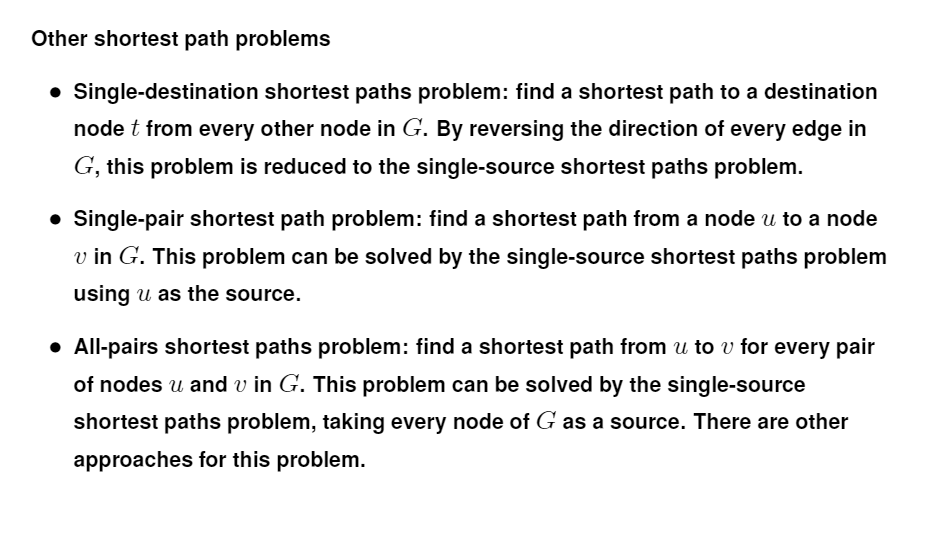 Other shortest path problems
• Single-destination shortest paths problem: find a shortest path to a destination
node t from every other node in G. By reversing the direction of every edge in
G, this problem is reduced to the single-source shortest paths problem.
• Single-pair shortest path problem: find a shortest path from a node u to a node
v in G. This problem can be solved by the single-source shortest paths problem
using u as the source.
• All-pairs shortest paths problem: find a shortest path from u to v for every pair
of nodes u and v in G. This problem can be solved by the single-source
shortest paths problem, taking every node of G as a source. There are other
approaches for this problem.